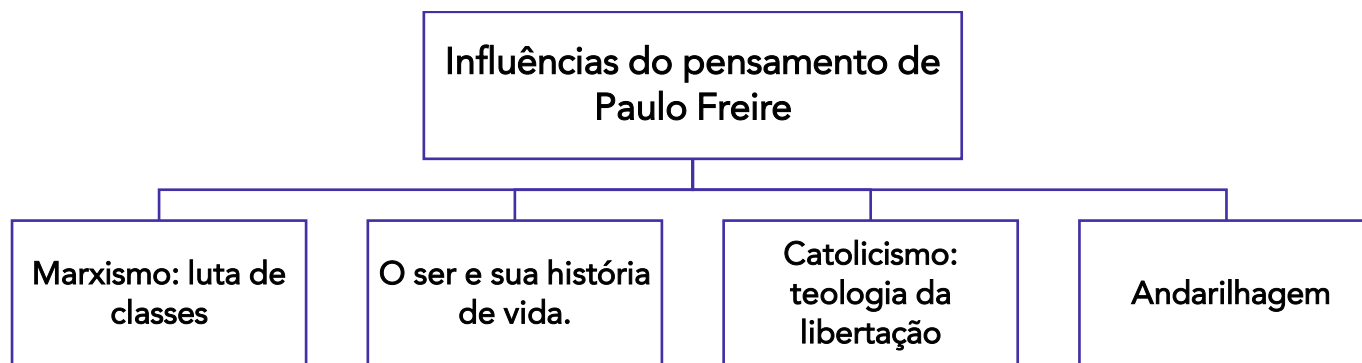 Influências do pensamento de
Paulo Freire
Marxismo: luta de
classes
O ser e sua história
de vida.
Catolicismo:
teologia da
libertação
Andarilhagem